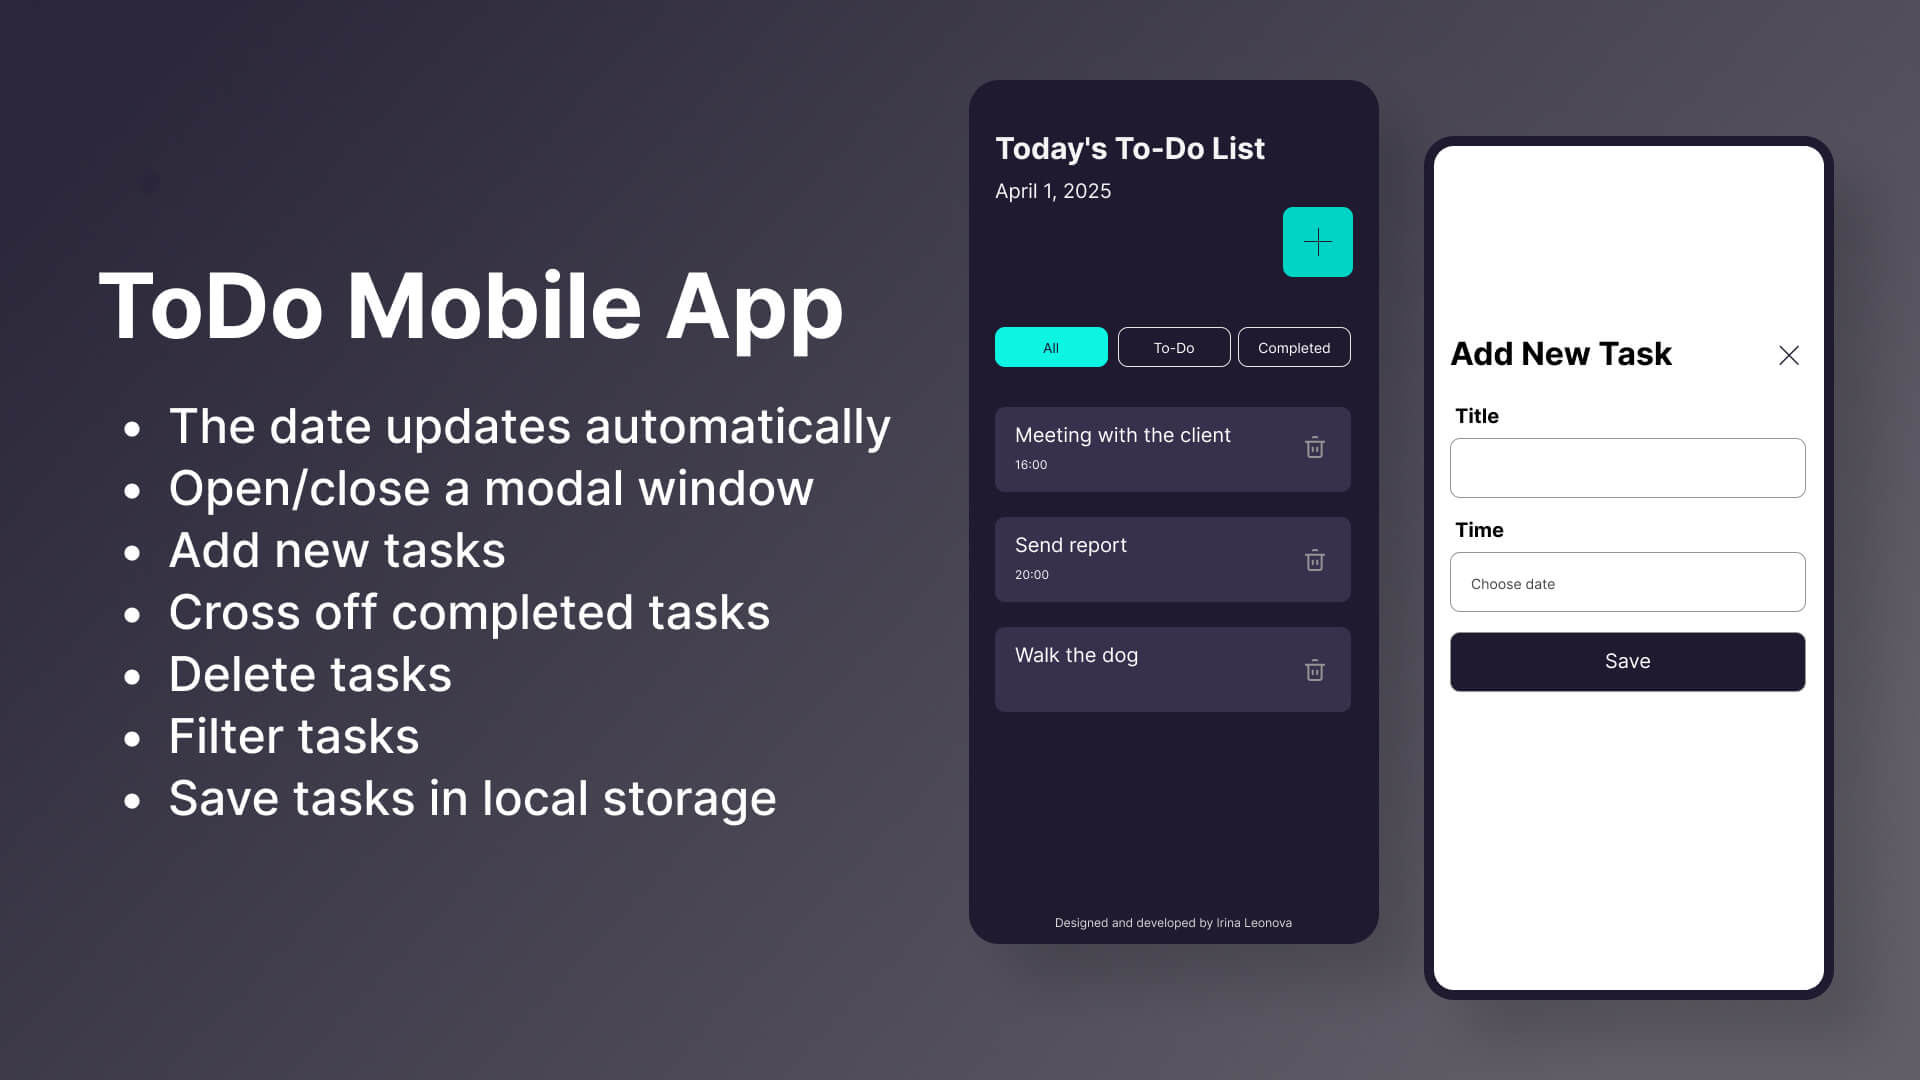 ToDo Mobile App
• The date updates automatically
• Open/close a modal window
• Add new tasks
• Cross off completed tasks
• Delete tasks
• Filter tasks
• Save tasks in local storage
Today's To-Do List
April 1, 2025
All To-Do Completed
Meeting with the client
16:00
Send report
20:00
Walk the dog
Designed and developed by Irina Leonova
Add New Task
Title
Time
Choose date
Save